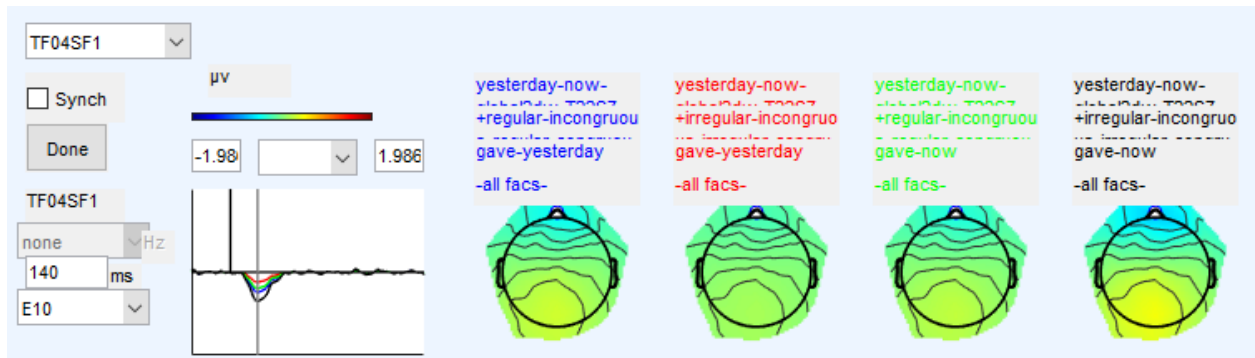 TF04SF1
Synch
Done
µv
-1.98
1.986
TF04SF1
none
Hz
140
ms
E10
yesterday-now-
+regular-incongruou
gave-yesterday
-all facs-
yesterday-now-
+irregular-incongruo
gave-yesterday
-all facs-
yesterday-now-
+regular-incongruou
gave-now
-all facs-
yesterday-now-
+irregular-incongruo
gave-now
-all facs-